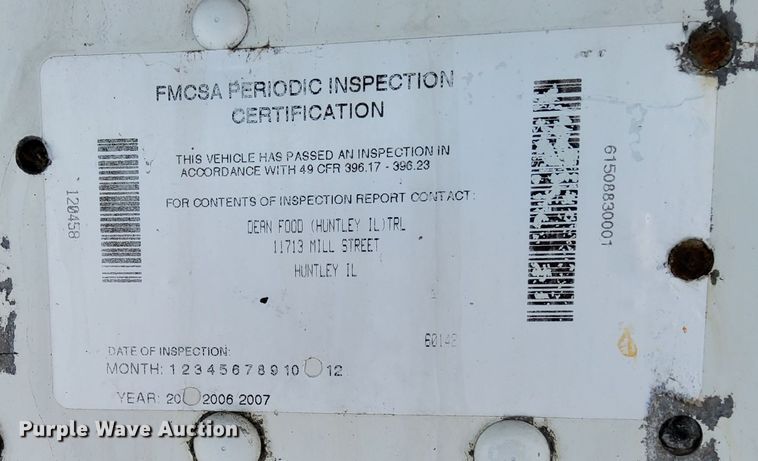 FMCSA PERIODIC INSPECTION
CERTIFICATION
THIS VEHICLE HAS PASSED AN INSPECTION IN
ACCORDANCE WITH 49 CFR 396.17 - 396.23
FOR CONTENTS OF INSPECTION REPORT CONTACT:
DEAN FOOD (HUNTLEY IL)TRL
11713 MILL STREET
HUNTLEY IL
60142
120458
61508830001
DATE OF INSPECTION:
MONTH: 1 2 3 4 5 6 7 8 9 10 12
YEAR: 20 2006 2007
Purple Wave Auction